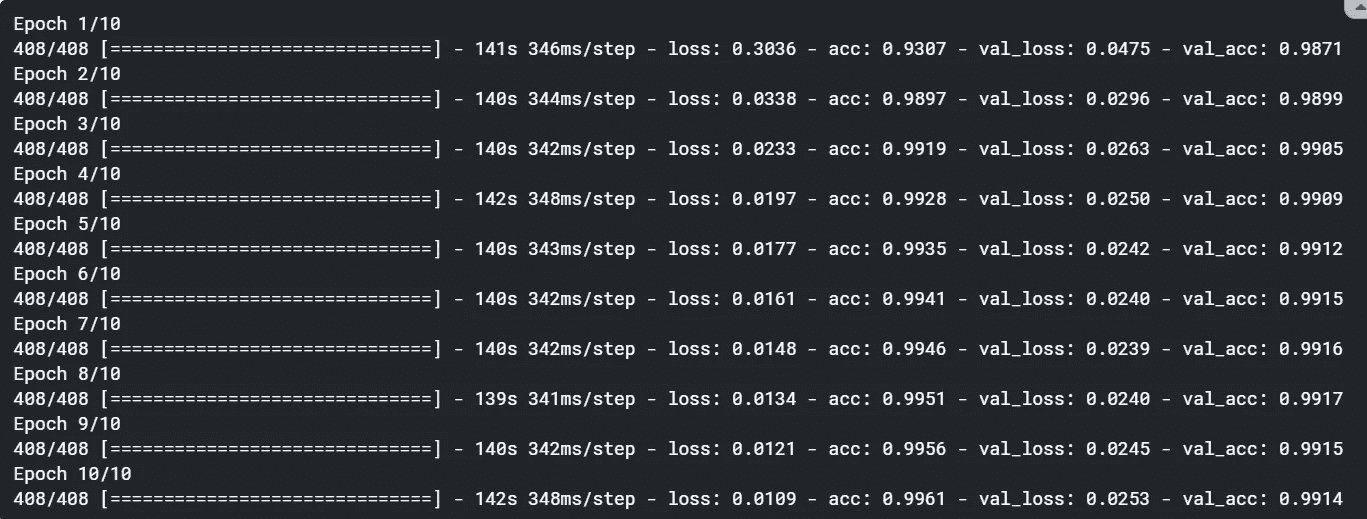 Epoch 1/10
408/408 [==============================] - 141s 346ms/step - loss: 0.3036 - acc: 0.9307 - val_loss: 0.0475 - val_acc: 0.9871
Epoch 2/10
408/408 [==============================] - 140s 344ms/step - loss: 0.0338 - acc: 0.9897 - val_loss: 0.0296 - val_acc: 0.9899
Epoch 3/10
408/408 [==============================] - 140s 342ms/step - loss: 0.0233 - acc: 0.9919 - val_loss: 0.0263 - val_acc: 0.9905
Epoch 4/10
408/408 [==============================] - 142s 348ms/step - loss: 0.0197 - acc: 0.9928 - val_loss: 0.0250 - val_acc: 0.9909
Epoch 5/10
408/408 [==============================] - 140s 343ms/step - loss: 0.0177 - acc: 0.9935 - val_loss: 0.0242 - val_acc: 0.9912
Epoch 6/10
408/408 [==============================] - 140s 342ms/step - loss: 0.0161 - acc: 0.9941 - val_loss: 0.0240 - val_acc: 0.9915
Epoch 7/10
408/408 [==============================] - 140s 342ms/step - loss: 0.0148 - acc: 0.9946 - val_loss: 0.0239 - val_acc: 0.9916
Epoch 8/10
408/408 [==============================] - 139s 341ms/step - loss: 0.0134 - acc: 0.9951 - val_loss: 0.0240 - val_acc: 0.9917
Epoch 9/10
408/408 [==============================] - 140s 342ms/step - loss: 0.0121 - acc: 0.9956 - val_loss: 0.0245 - val_acc: 0.9915
Epoch 10/10
408/408 [==============================] - 142s 348ms/step - loss: 0.0109 - acc: 0.9961 - val_loss: 0.0253 - val_acc: 0.9914